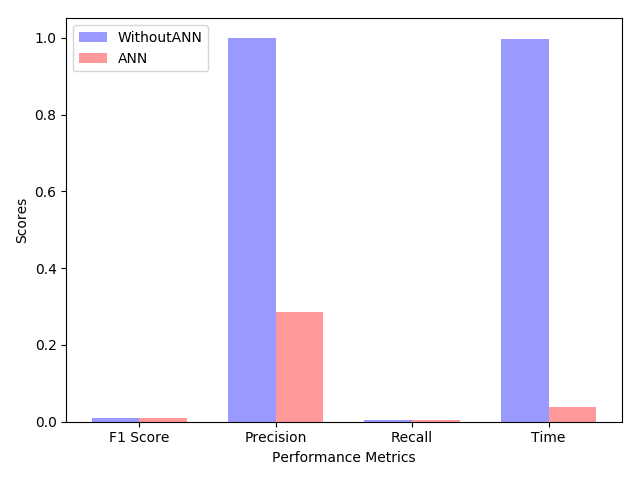 WithoutANN
ANN
1.0
0.8
0.6
0.4
0.2
0.0
Scores
F1 Score
Precision
Recall
Time
Performance Metrics